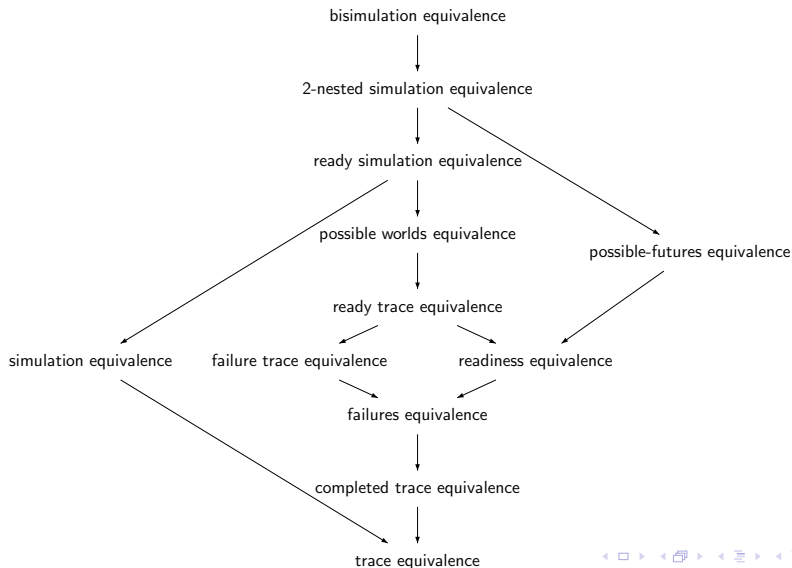 bisimulation equivalence
2-nested simulation equivalence
ready simulation equivalence
possible worlds equivalence
possible-futures equivalence
ready trace equivalence
simulation equivalence
failure trace equivalence
readiness equivalence
failures equivalence
completed trace equivalence
trace equivalence